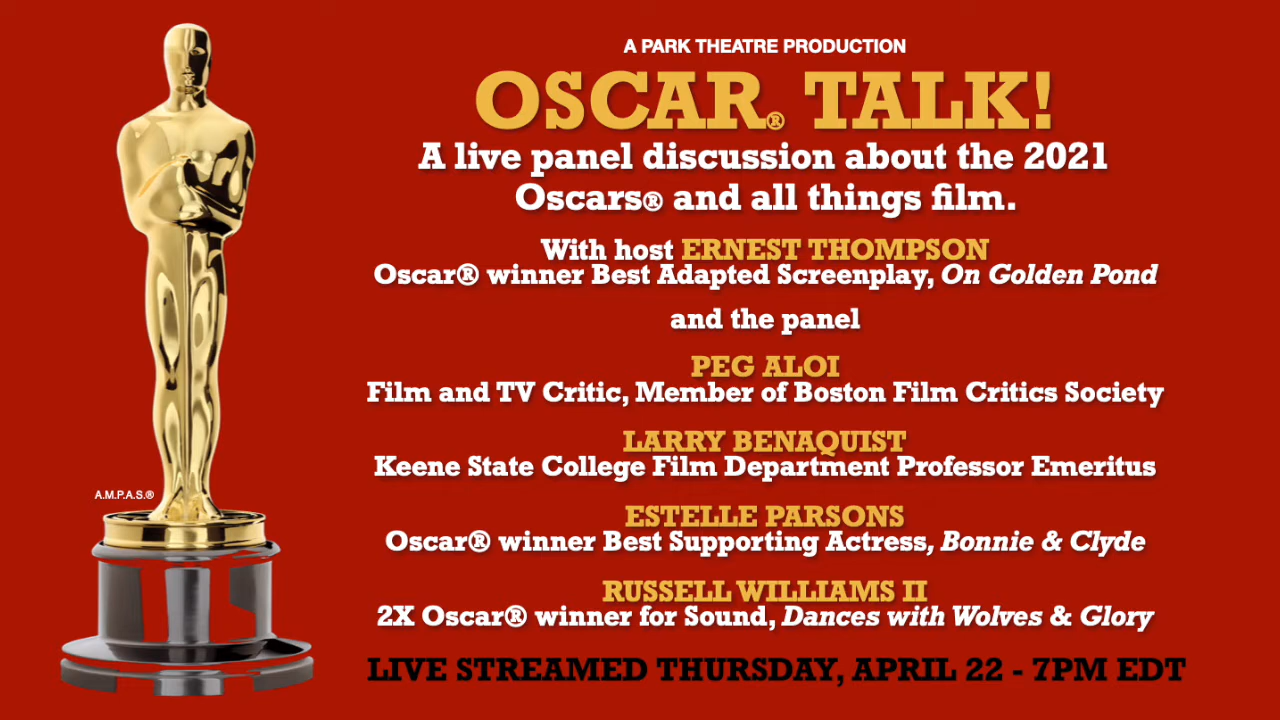 A PARK THEATRE PRODUCTION
OSCAR® TALK!
A live panel discussion about the 2021
Oscars® and all things film.
With host ERNEST THOMPSON
Oscar® winner Best Adapted Screenplay, On Golden Pond
and the panel
PEG ALOI
Film and TV Critic, Member of Boston Film Critics Society
LARRY BENAQUIST
Keene State College Film Department Professor Emeritus
A.M.P.A.S.®
ESTELLE PARSONS
Oscar® winner Best Supporting Actress, Bonnie & Clyde
RUSSELL WILLIAMS II
2X Oscar® winner for Sound, Dances with Wolves & Glory
LIVE STREAMED THURSDAY, APRIL 22 - 7PM EDT